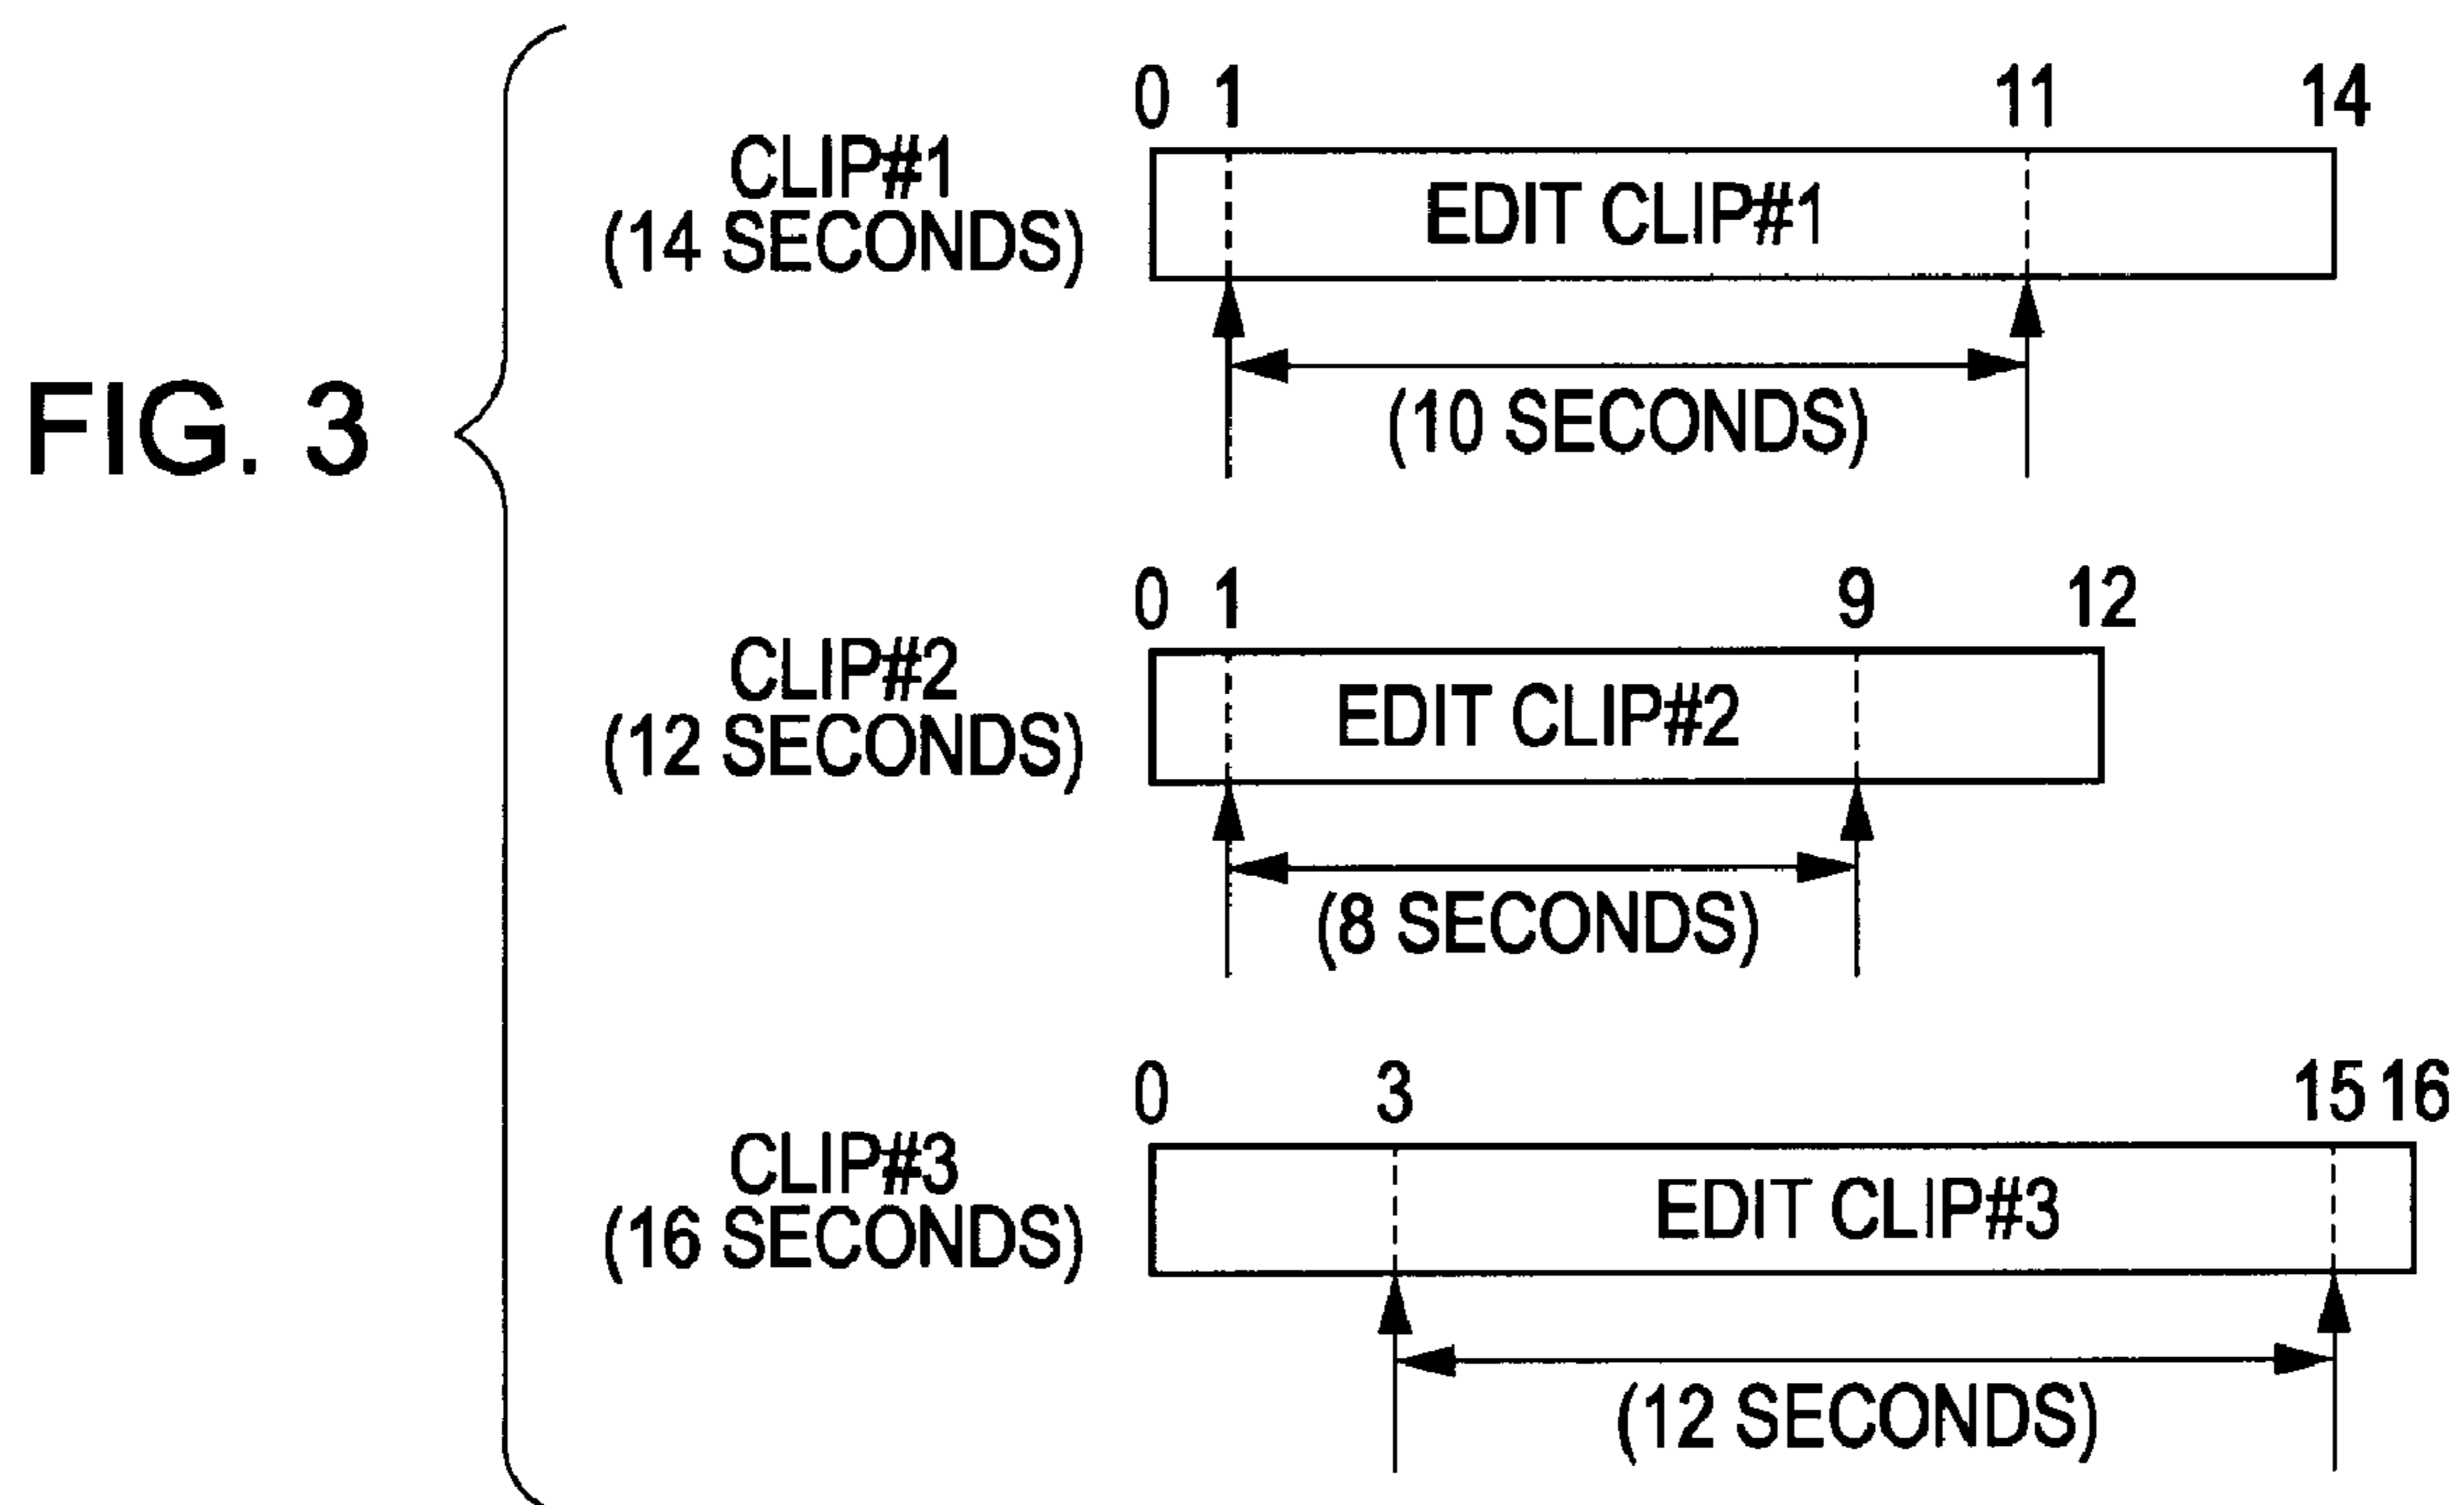 FIG. 3
0 1 11 14
CLIP#1
(14 SECONDS)
EDIT CLIP#1
(10 SECONDS)
0 1 9 12
CLIP#2
(12 SECONDS)
EDIT CLIP#2
(8 SECONDS)
0 3 15 16
CLIP#3
(16 SECONDS)
EDIT CLIP#3
(12 SECONDS)